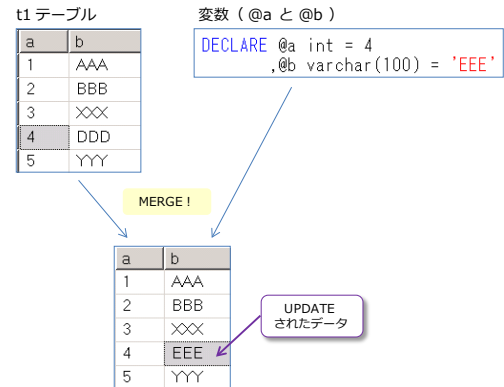 t1 テーブル
a b
1 AAA
2 BBB
3 XXX
4 DDD
5 YYY
変数（ @a と @b ）
DECLARE @a int = 4
,@b varchar(100) = 'EEE'
MERGE！
a b
1 AAA
2 BBB
3 XXX
4 EEE
5 YYY
UPDATE
されたデータ